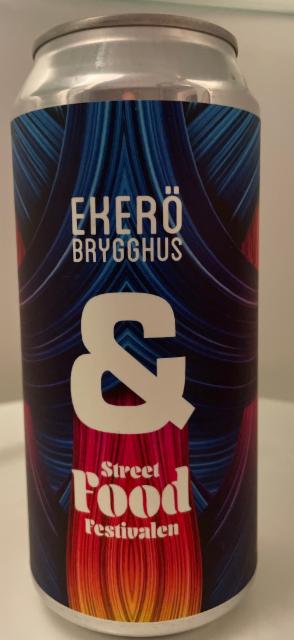 EKERÖ
BRYGGHUS
&
Street
Food
Festivalen